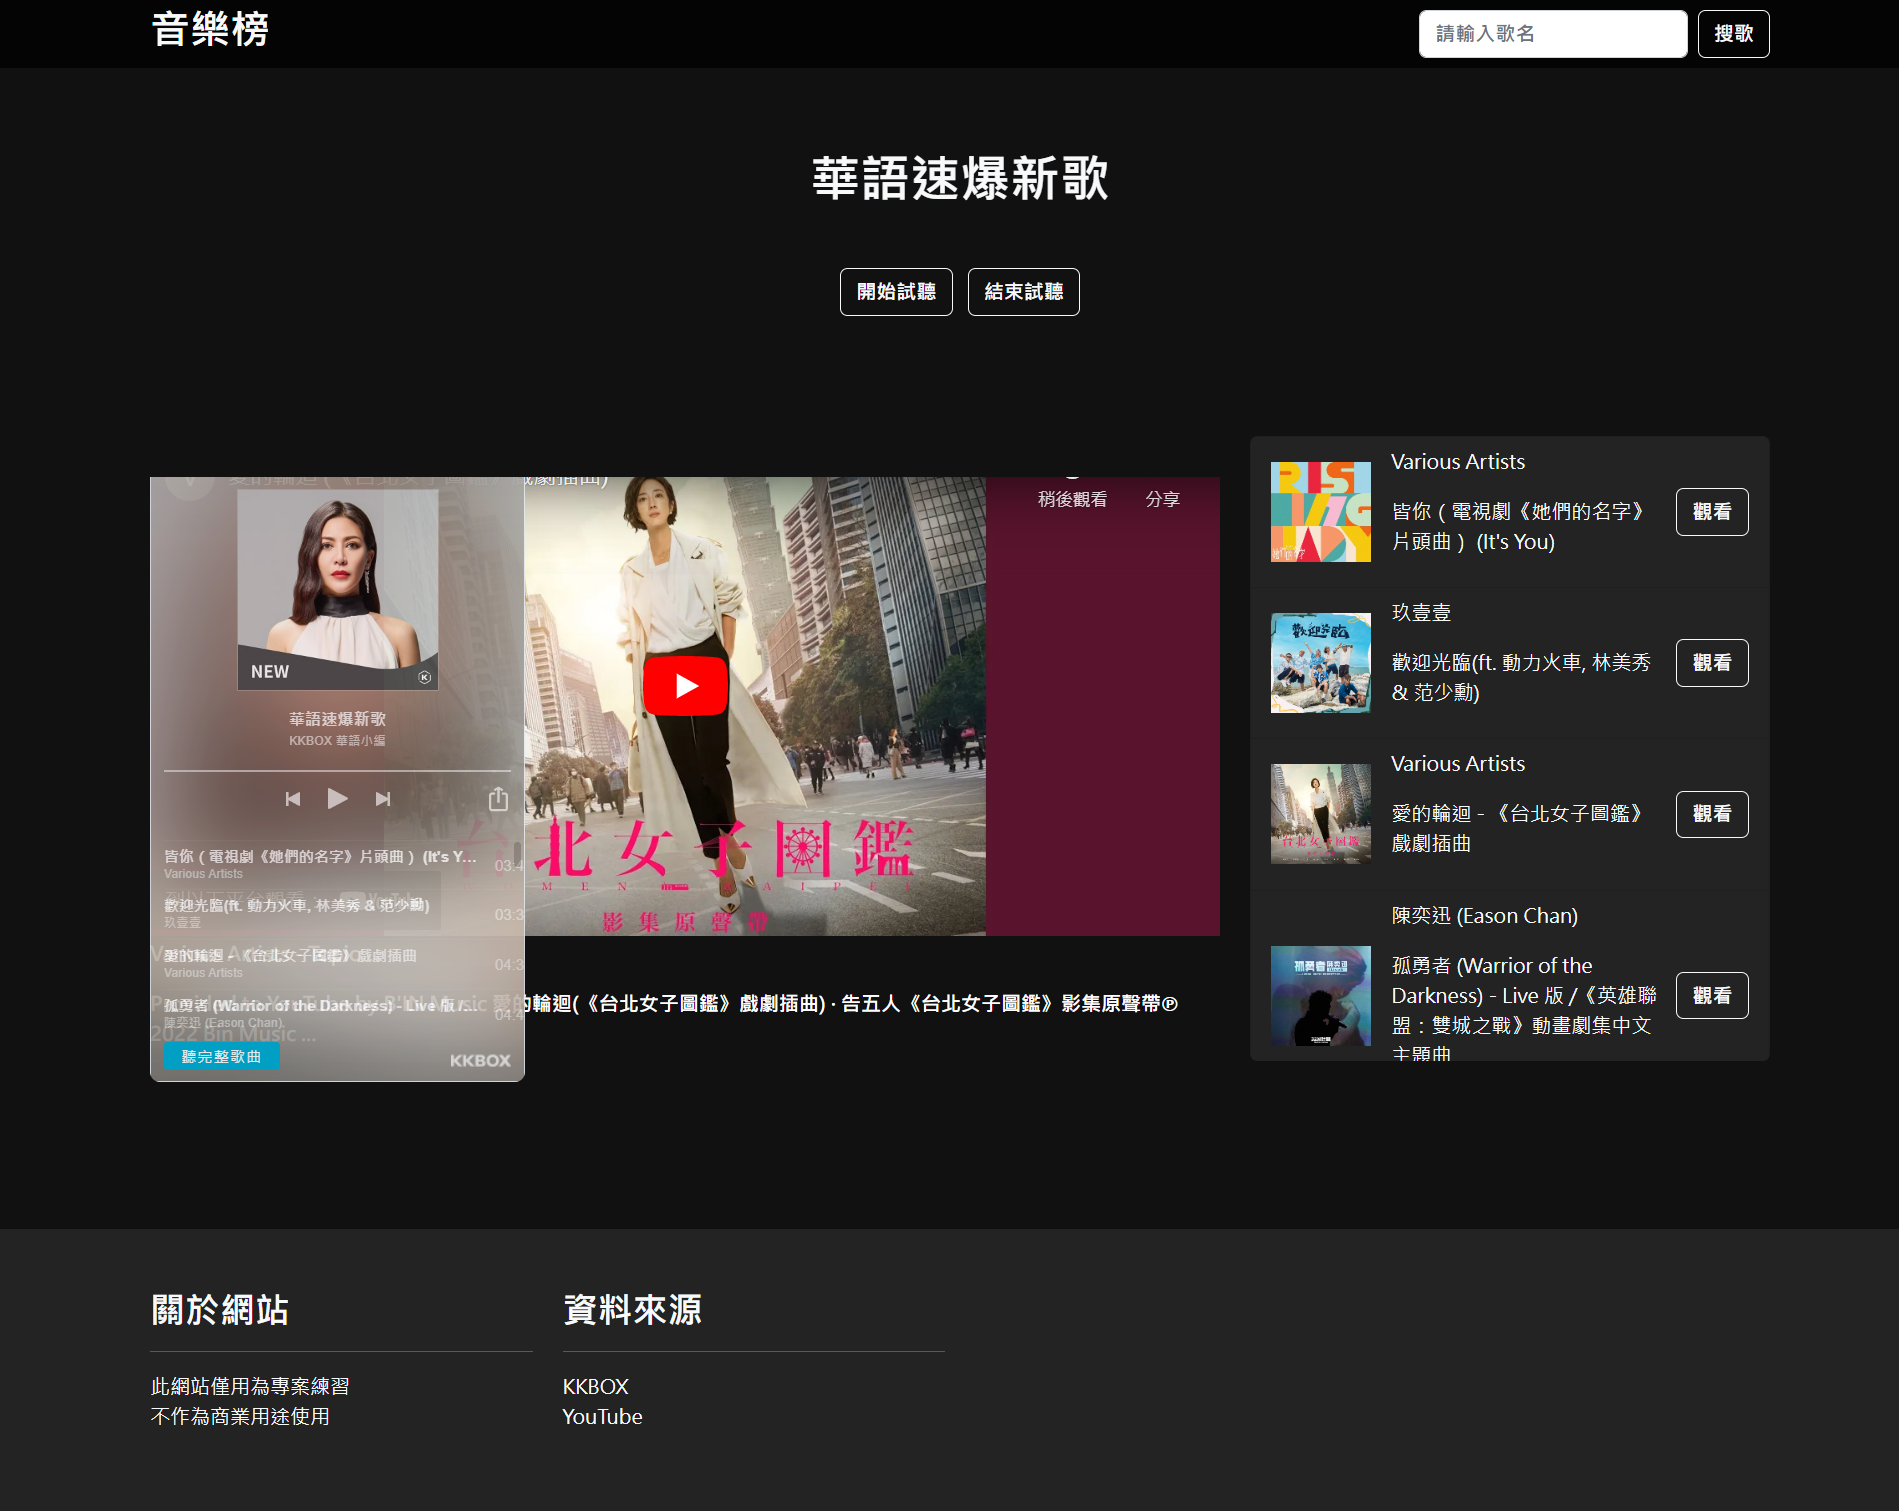 音樂榜
請輸入歌名
搜歌
華語速爆新歌
開始試聽
結束試聽
稍後觀看
分享
NEW
華語速爆新歌
KKBOX 華語小編
皆你 ( 電視劇《她們的名字》片頭曲 ) (It's Y...
Various Artists
03:4
歡迎光臨(ft. 動力火車, 林美秀 & 范少勳)
玖壹壹
03:3
愛的輪迴 - 《台北女子圖鑑》戲劇插曲
Various Artists
04:3
孤勇者 (Warrior of the Darkness) - Live 版 /...
陳奕迅 (Eason Chan)
04:4
聽完整歌曲
KKBOX
台北女子圖鑑
影集原聲帶
愛的輪迴(《台北女子圖鑑》戲劇插曲) · 告五人《台北女子圖鑑》影集原聲帶℗
2022 Bin Music ...
Various Artists
皆你 ( 電視劇《她們的名字》
片頭曲 ) (It's You)
觀看
玖壹壹
歡迎光臨(ft. 動力火車, 林美秀
& 范少勳)
觀看
Various Artists
愛的輪迴 - 《台北女子圖鑑》
戲劇插曲
觀看
陳奕迅 (Eason Chan)
孤勇者 (Warrior of the
Darkness) - Live 版 /《英雄聯
盟：雙城之戰》動畫劇集中文
主題曲
觀看
關於網站
此網站僅用為專案練習
不作為商業用途使用
資料來源
KKBOX
YouTube